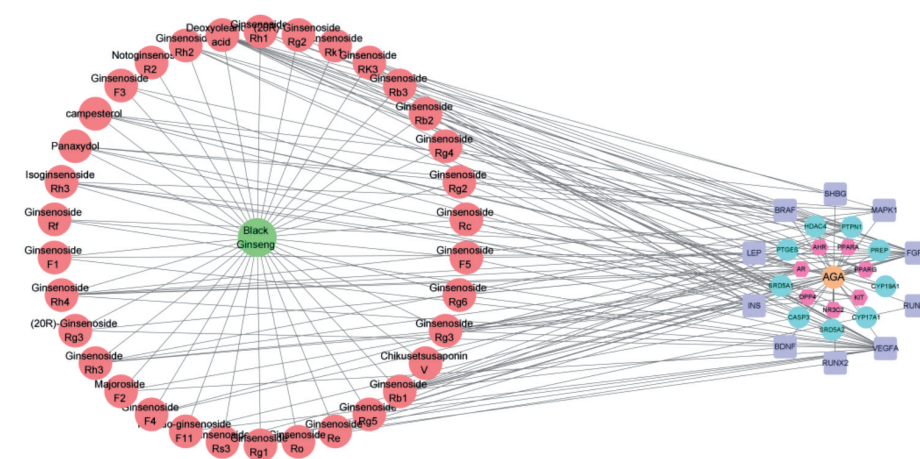 Deoxyoleanolic
acid
(20R)-Ginsenoside
Rh1
Ginsenoside
Rg2
Ginsenoside
Rk1
Ginsenoside
RK3
Ginsenoside
Rb3
Ginsenoside
Rb2
Ginsenoside
Rg4
Ginsenoside
Rg2
Ginsenoside
Rc
Ginsenoside
F5
Ginsenoside
Rg6
Ginsenoside
Rg3
Chikusetsusaponin
V
Ginsenoside
Rb1
Ginsenoside
Rg5
Ginsenoside
Re
Ginsenoside
Ro
Ginsenoside
Rg1
Ginsenoside
Rs3
-ginsenoside
F11
Ginsenoside
F4
Majoroside
F2
Ginsenoside
Rh3
(20R)-Ginsenoside
Rg3
Ginsenoside
Rh4
Ginsenoside
F1
Ginsenoside
Rf
Isoginsenoside
Rh3
Panaxydol
campesterol
Ginsenoside
F3
Notoginsenos
R2
Ginsenoside
Rh2
Black
Ginseng
SHBG
BRAF
MAPK1
HDAC4
PTPN1
LEP
PTGES
AHR
PPARA
PREP
FGF
AR
AGA
PPARG
SRD5A1
CYP19A1
INS
DPP4
KIT
RUN
NR3C2
CASP3
CYP17A1
SRD5A2
BDNF
VEGFA
RUNX2